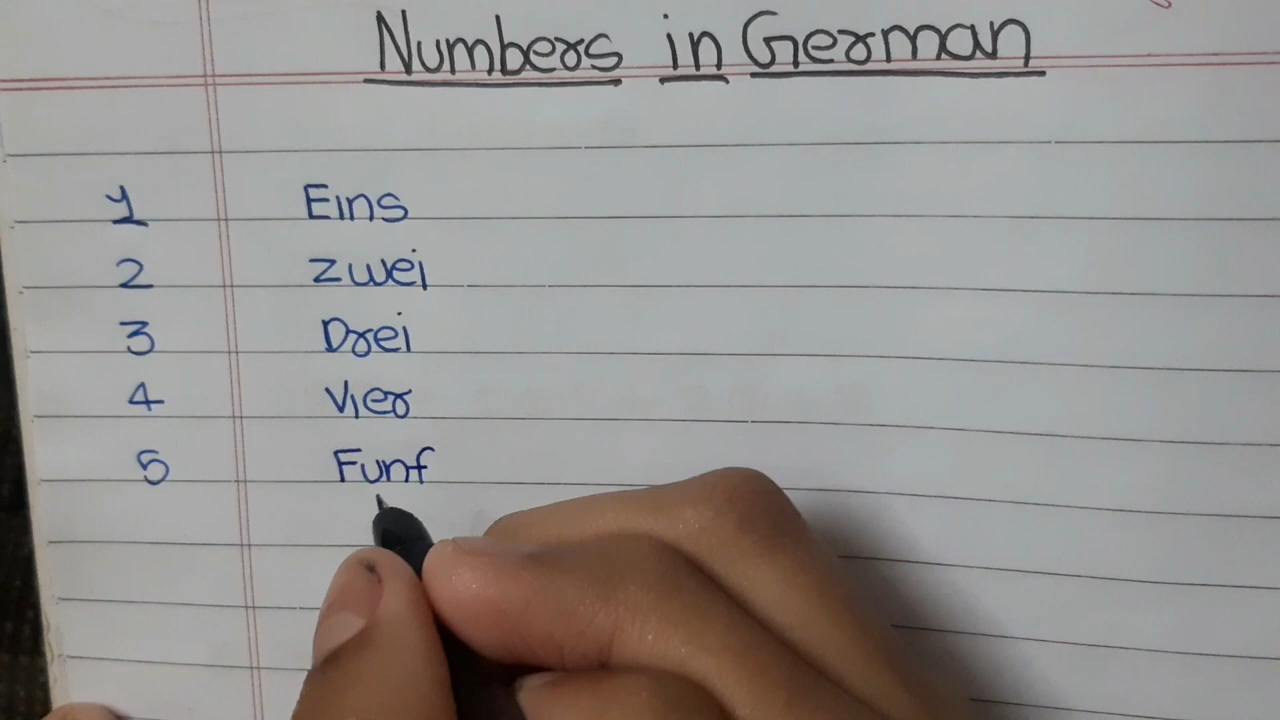 Numbers in German
1 Eins
2 Zwei
3 Drei
4 Vier
5 Funf